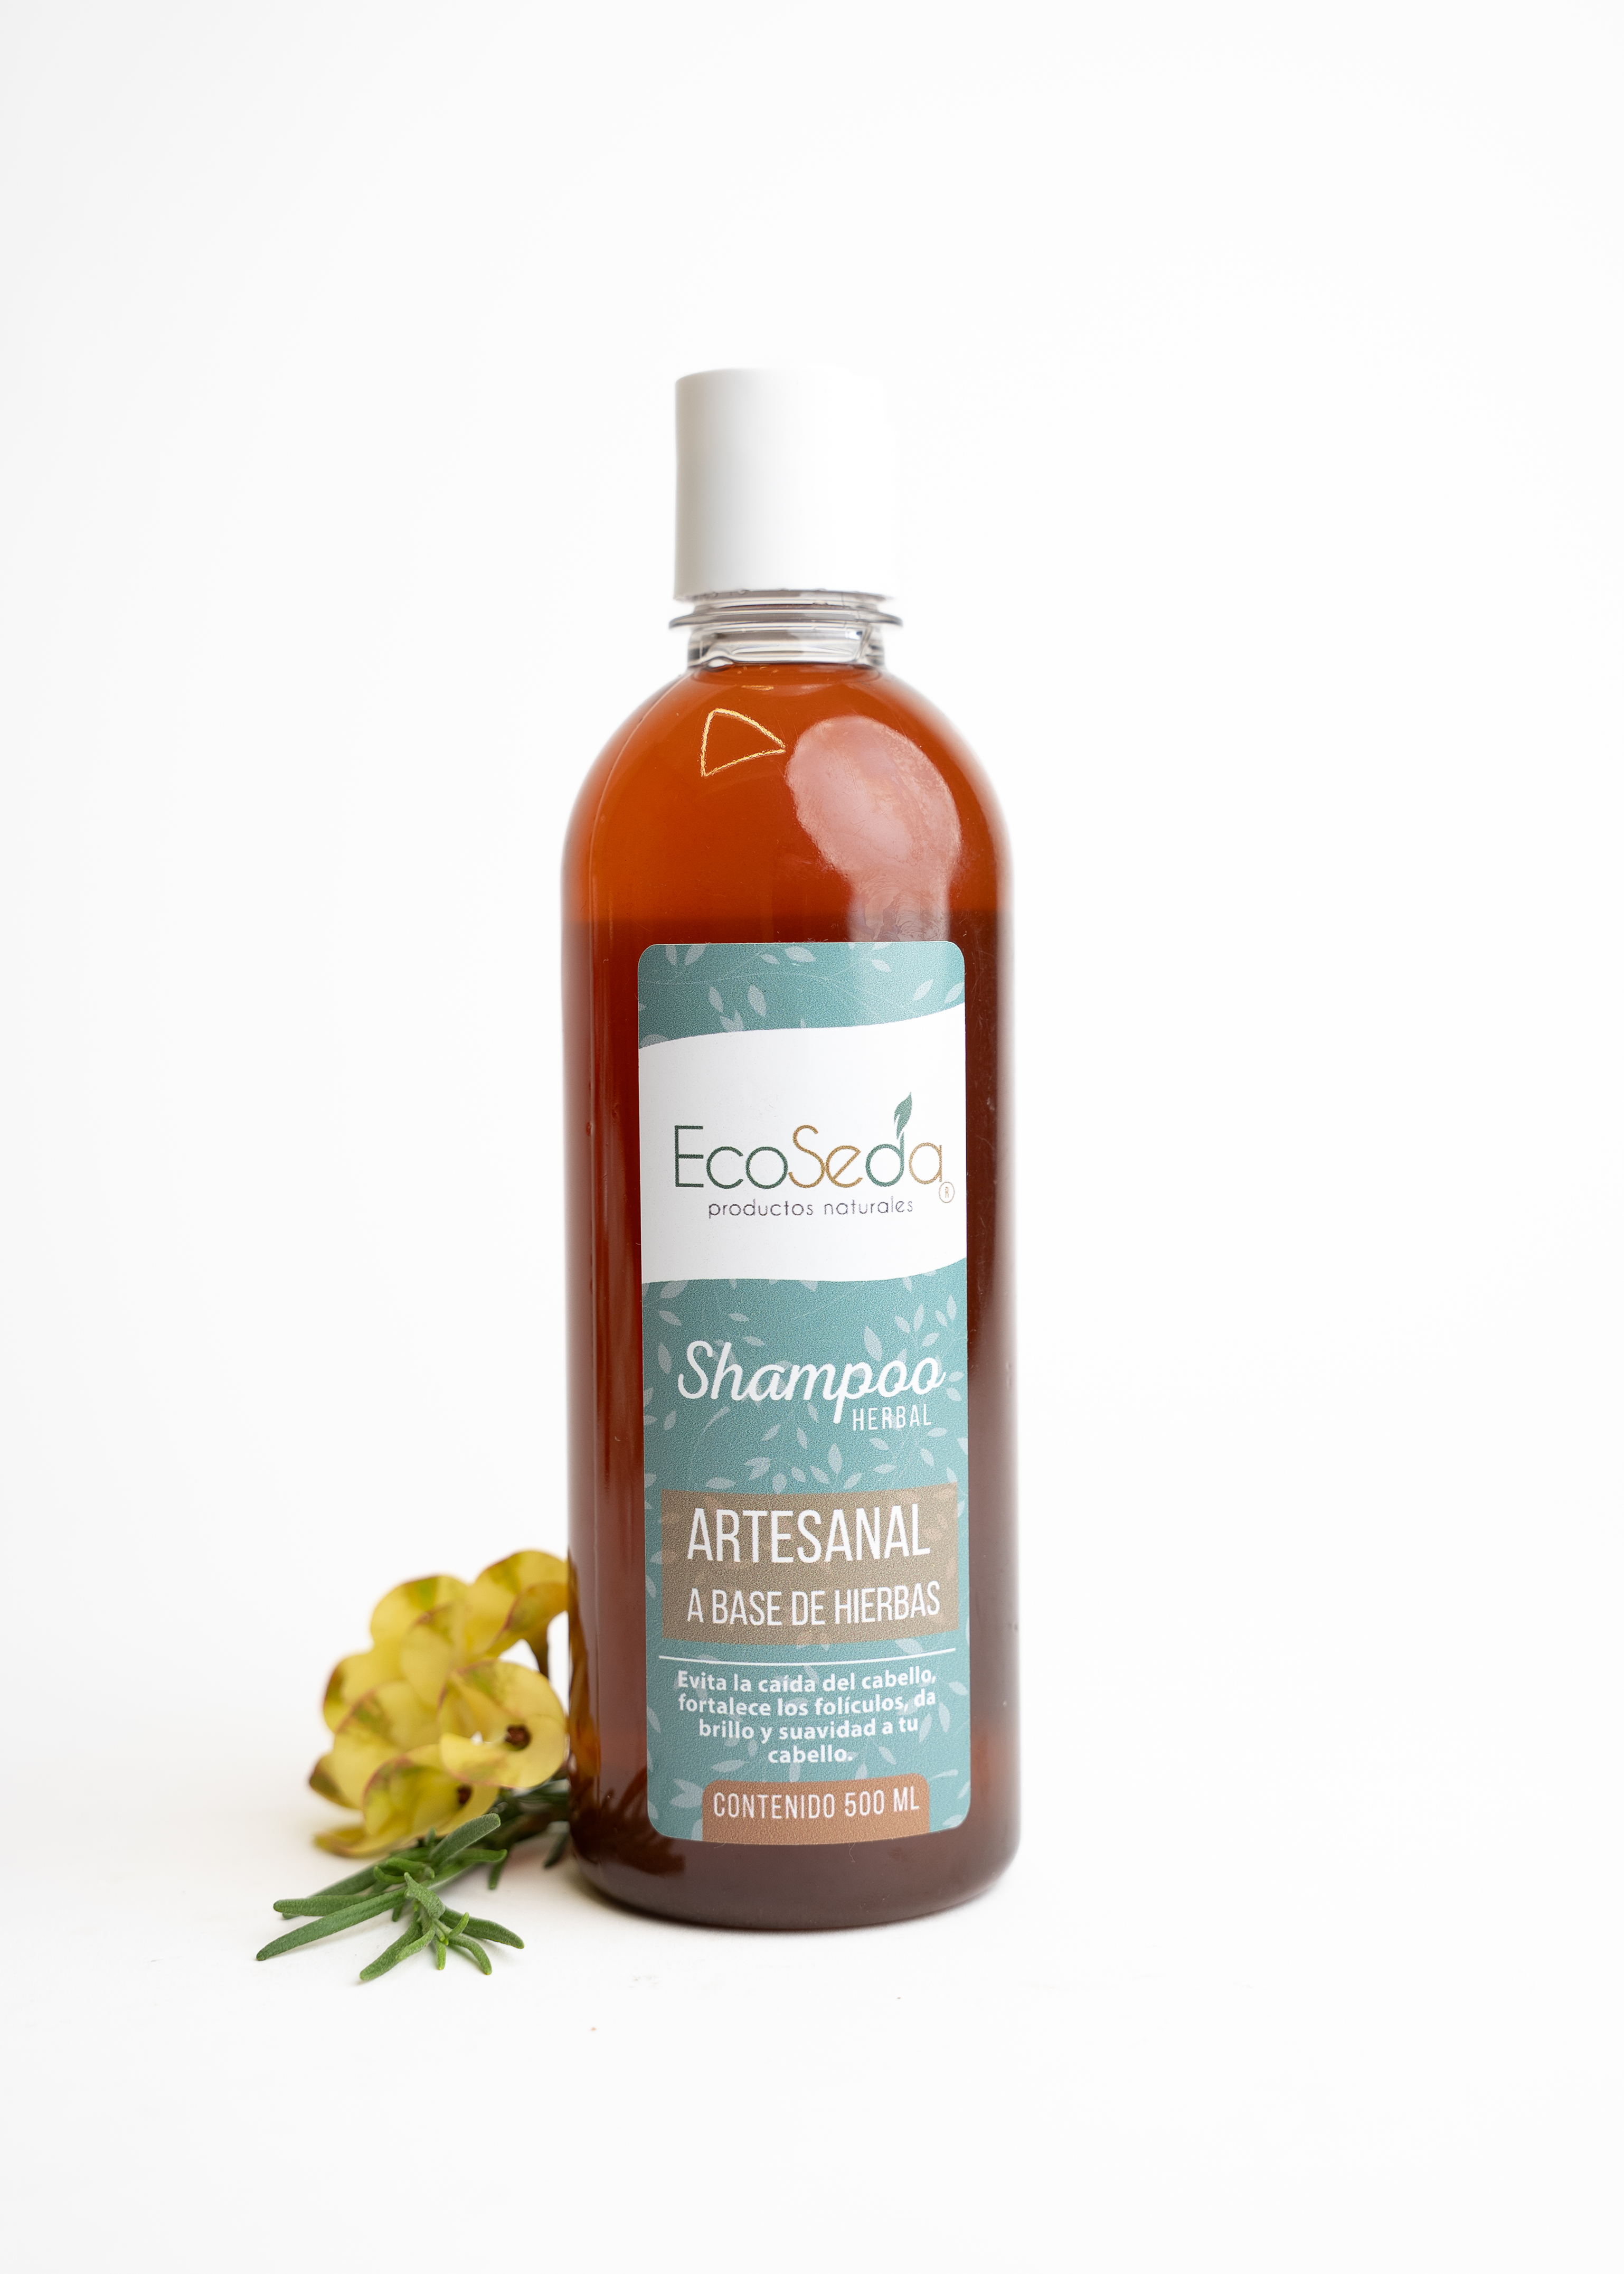 EcoSeda
®
productos naturales
Shampoo
HERBAL
ARTESANAL
A BASE DE HIERBAS
Evita la caída del cabello,
fortalece los folículos, da
brillo y suavidad a tu
cabello.
CONTENIDO 500 ML